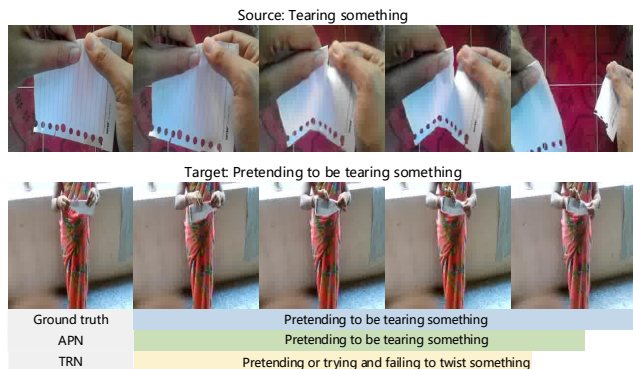 Source: Tearing something
Target: Pretending to be tearing something
Ground truth Pretending to be tearing something
APN Pretending to be tearing something
TRN Pretending or trying and failing to twist something